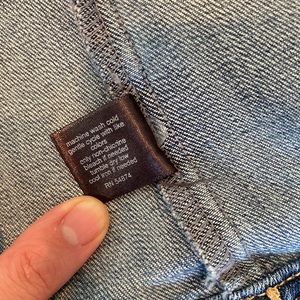 machine wash cold
gentle cycle with like
colors
only non-chlorine
bleach if needed
tumble dry low
cool iron if needed
RN 54874